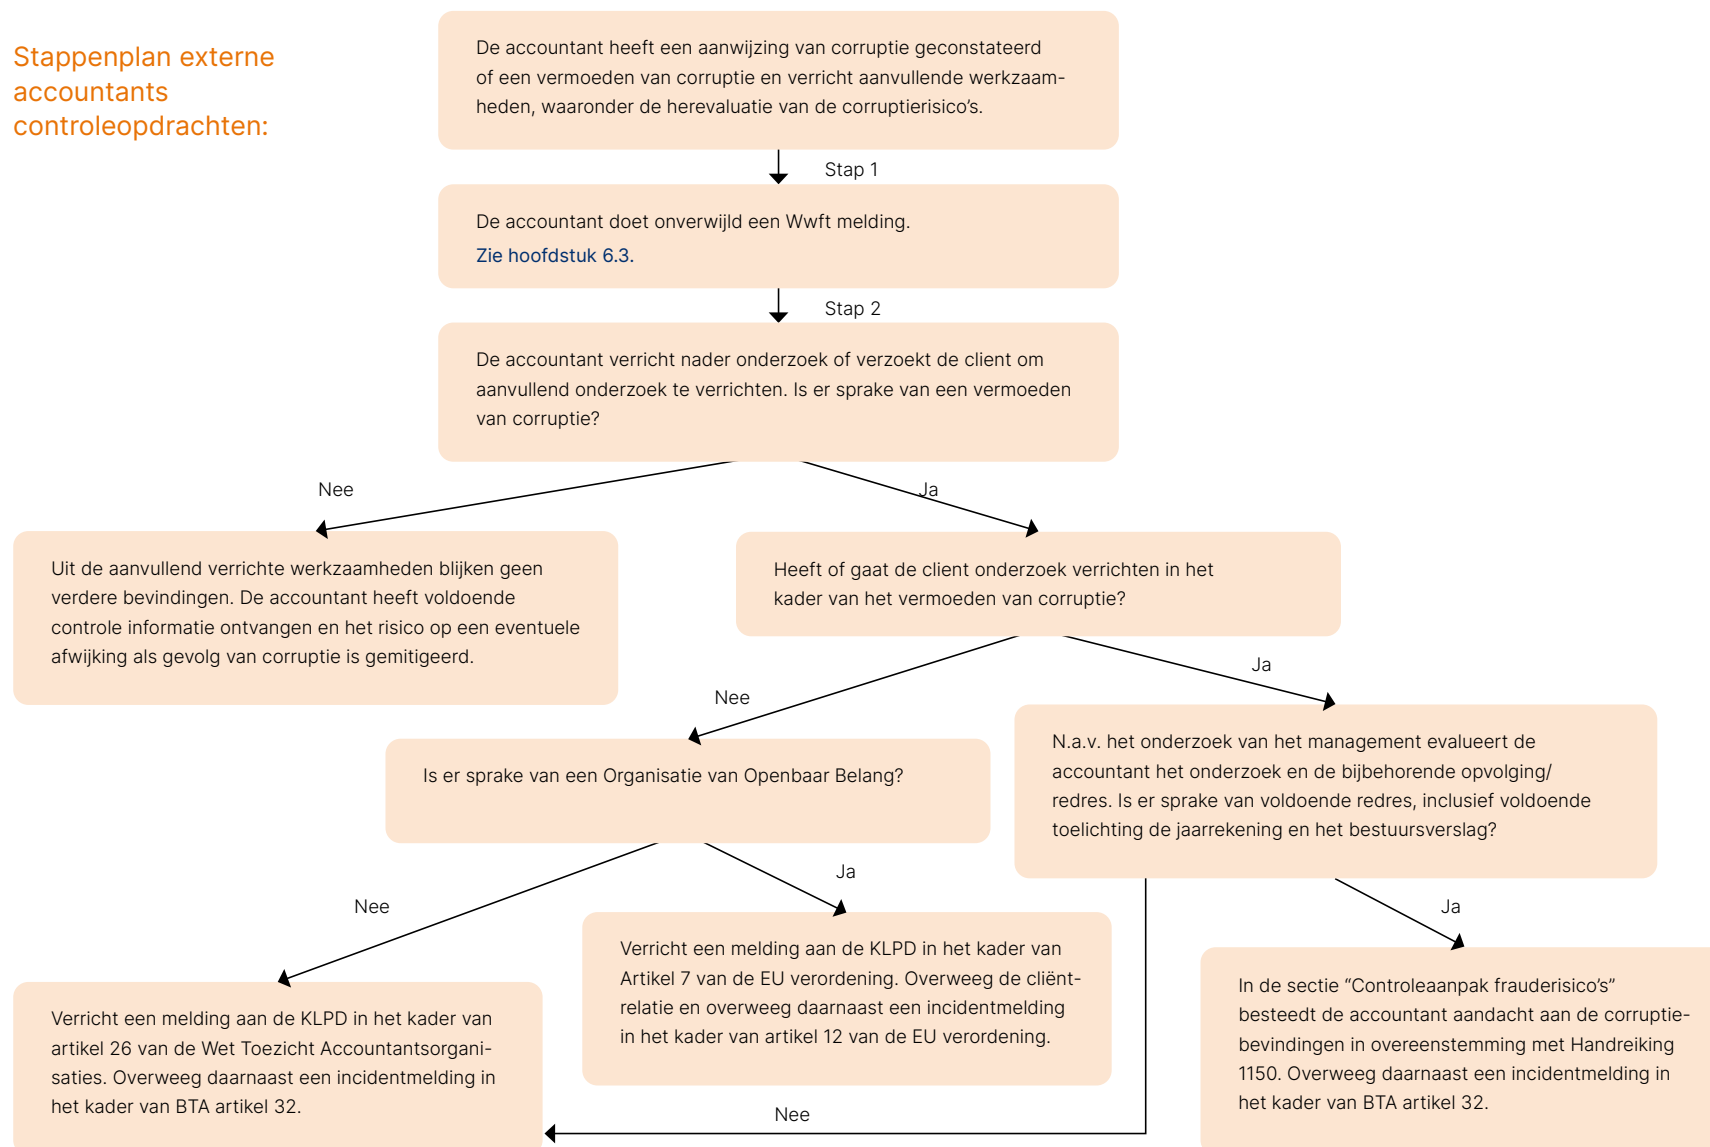 Stappenplan externe
accountants
controleopdrachten:
De accountant heeft een aanwijzing van corruptie geconstateerd
of een vermoeden van corruptie en verricht aanvullende werkzaam-
heden, waaronder de herevaluatie van de corruptierisico’s.
Stap 1
De accountant doet onverwijld een Wwft melding.
Zie hoofdstuk 6.3.
Stap 2
De accountant verricht nader onderzoek of verzoekt de client om
aanvullend onderzoek te verrichten. Is er sprake van een vermoeden
van corruptie?
Nee
Ja
Uit de aanvullend verrichte werkzaamheden blijken geen
verdere bevindingen. De accountant heeft voldoende
controle informatie ontvangen en het risico op een eventuele
afwijking als gevolg van corruptie is gemitigeerd.
Heeft of gaat de client onderzoek verrichten in het
kader van het vermoeden van corruptie?
Nee
Ja
Is er sprake van een Organisatie van Openbaar Belang?
N.a.v. het onderzoek van het management evalueert de
accountant het onderzoek en de bijbehorende opvolging/
redres. Is er sprake van voldoende redres, inclusief voldoende
toelichting de jaarrekening en het bestuursverslag?
Nee
Ja
Ja
Verricht een melding aan de KLPD in het kader van
artikel 26 van de Wet Toezicht Accountantsorgani-
saties. Overweeg daarnaast een incidentmelding in
het kader van BTA artikel 32.
Verricht een melding aan de KLPD in het kader van
Artikel 7 van de EU verordening. Overweeg de cliënt-
relatie en overweeg daarnaast een incidentmelding
in het kader van artikel 12 van de EU verordening.
In de sectie “Controleaanpak frauderisico’s”
besteedt de accountant aandacht aan de corruptie-
bevindingen in overeenstemming met Handreiking
1150. Overweeg daarnaast een incidentmelding in
het kader van BTA artikel 32.
Nee